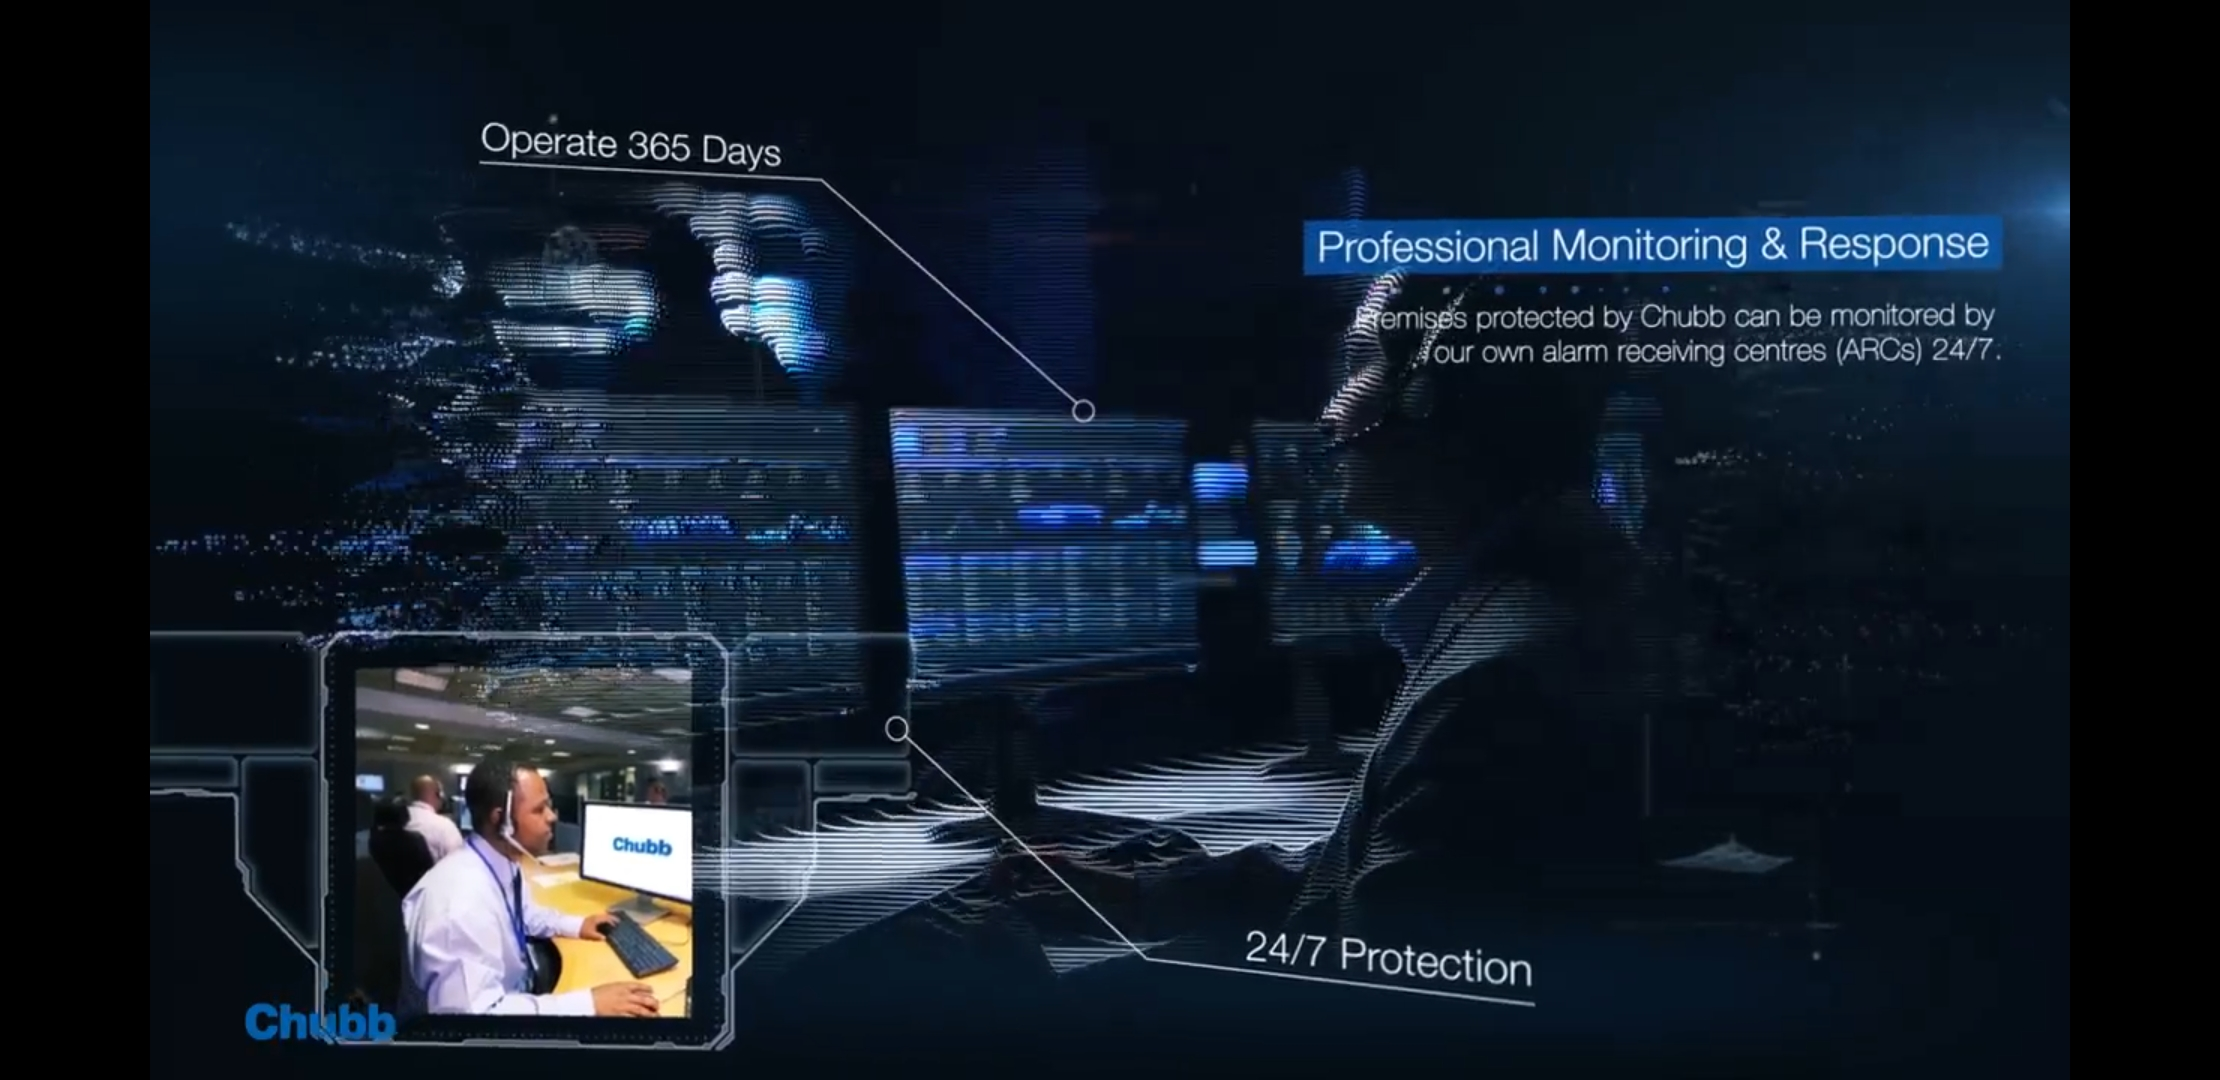 Operate 365 Days
Professional Monitoring & Response
Premises protected by Chubb can be monitored by
our own alarm receiving centres (ARCs) 24/7.
Chubb
24/7 Protection
Chubb